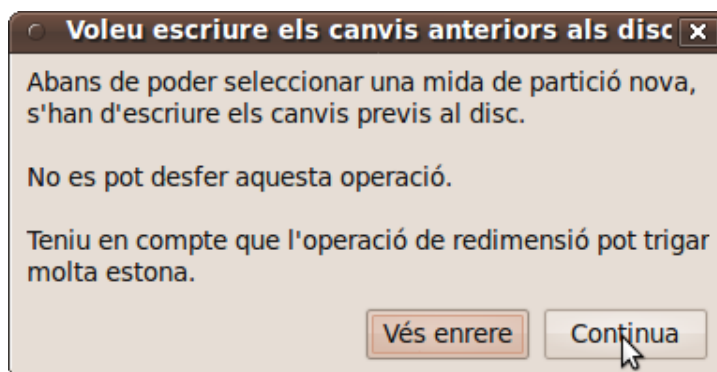 Voleu escriure els canvis anteriors als disc
Abans de poder seleccionar una mida de partició nova,
s'han d'escriure els canvis previs al disc.
No es pot desfer aquesta operació.
Teniu en compte que l'operació de redimensió pot trigar
molta estona.
Vés enrere Continua